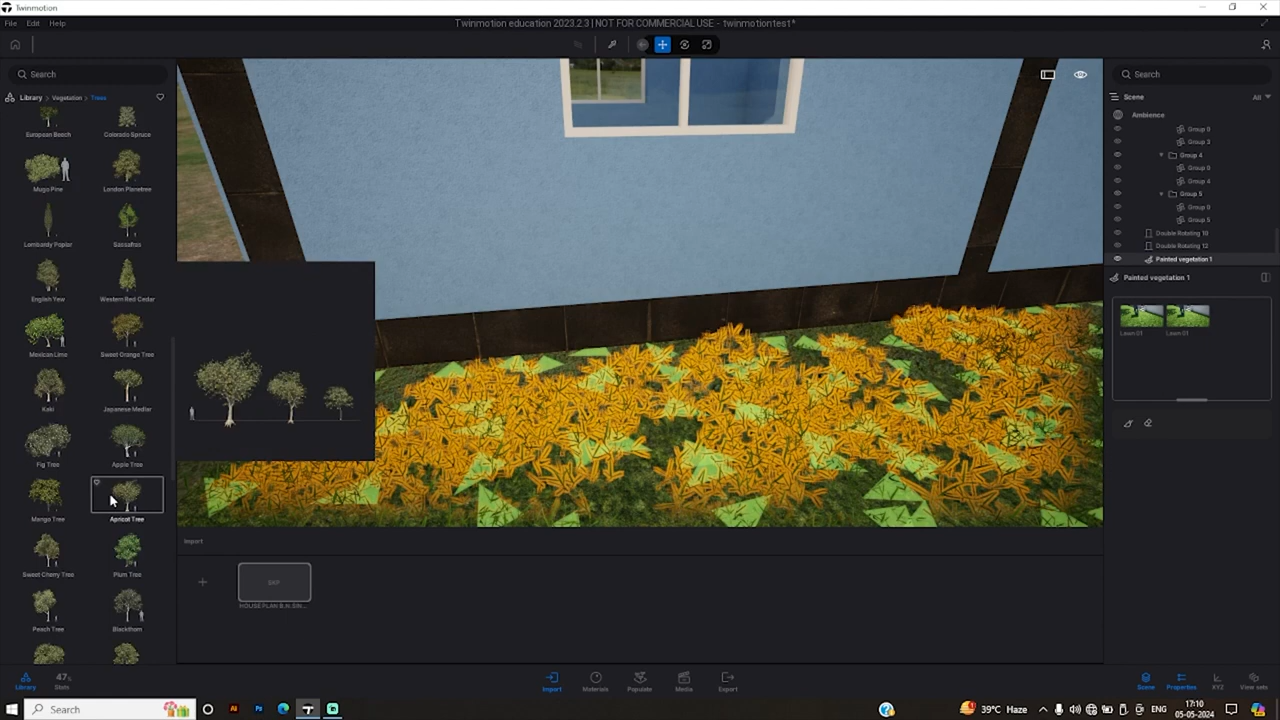 Twinmotion
File Edit Help
Twinmotion education 2023.2.3 | NOT FOR COMMERCIAL USE - twinmotiontest*
Search
Library > Vegetation > Trees
European Beech
Colorado Spruce
Mugo Pine
London Planetree
Lombardy Poplar
Sassafras
English Yew
Western Red Cedar
Mexican Lime
Sweet Orange Tree
Kaki
Japanese Medlar
Fig Tree
Apple Tree
Mango Tree
Apricot Tree
Sweet Cherry Tree
Plum Tree
Peach Tree
Blackthorn
Search
Scene
All
Ambience
Group 9
Group 3
Group 4
Group 0
Group 4
Group 5
Group 0
Group 5
Double Rotating 10
Double Rotating 12
Painted vegetation 1
Painted vegetation 1
Lawn 01
Lawn 01
Import
SKP
HOUSE PLAN B.N. SIN...
Library
47%
Stats
Import
Materials
Populate
Media
Export
Scene
Properties
XYZ
View sets
Search
39°C Haze
ENG
17:10
05-05-2024